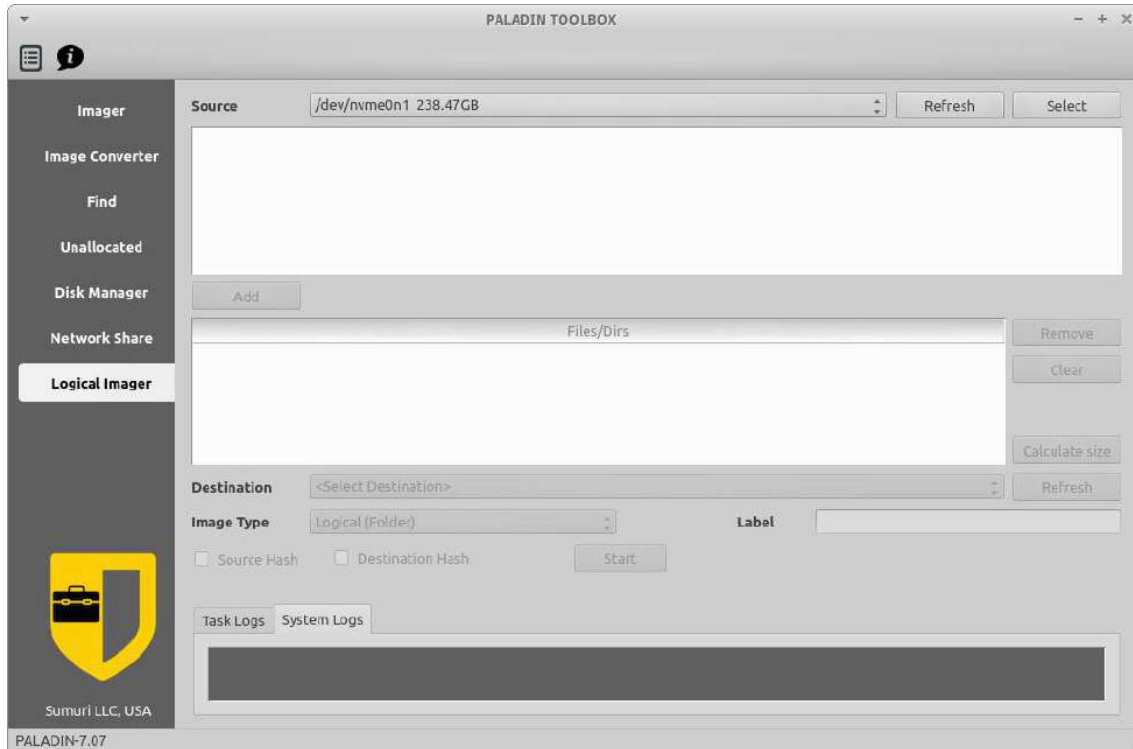 PALADIN TOOLBOX
Imager
Image Converter
Find
Unallocated
Disk Manager
Network Share
Logical Imager
Sumuri LLC, USA
Source /dev/nvme0n1 238.47GB Refresh Select
Add
Files/Dirs Remove
Clear
Calculate size
Destination <Select Destination> Refresh
Image Type Logical (Folder) Label
Source Hash Destination Hash Start
Task Logs System Logs
PALADIN-7.07